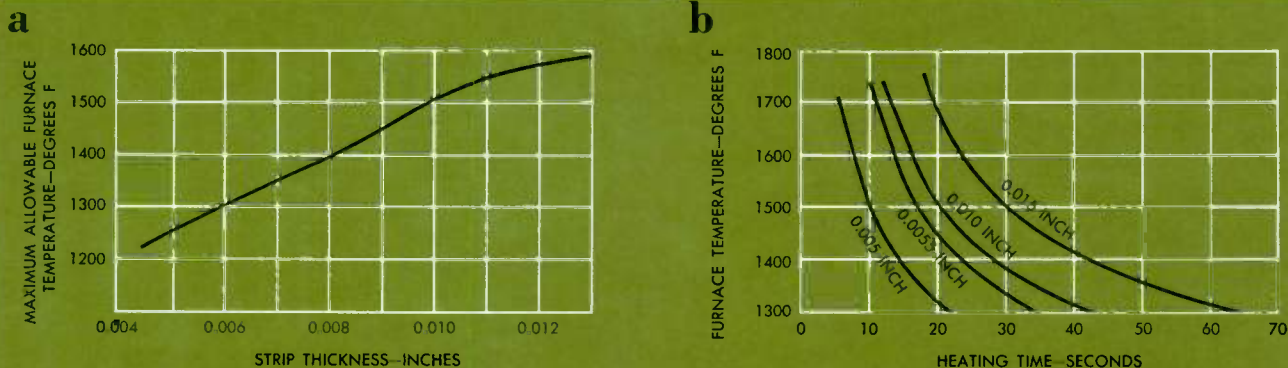 a
MAXIMUM ALLOWABLE FURNACE
TEMPERATURE—DEGREES F
1600
1500
1400
1300
1200
0.004 0.006 0.008 0.010 0.012
STRIP THICKNESS—INCHES
b
FURNACE TEMPERATURE—DEGREES F
1800
1700
1600
1500
1400
1300
0.005 INCH
0.0055 INCH
0.010 INCH
0.015 INCH
0 10 20 30 40 50 60 70
HEATING TIME—SECONDS